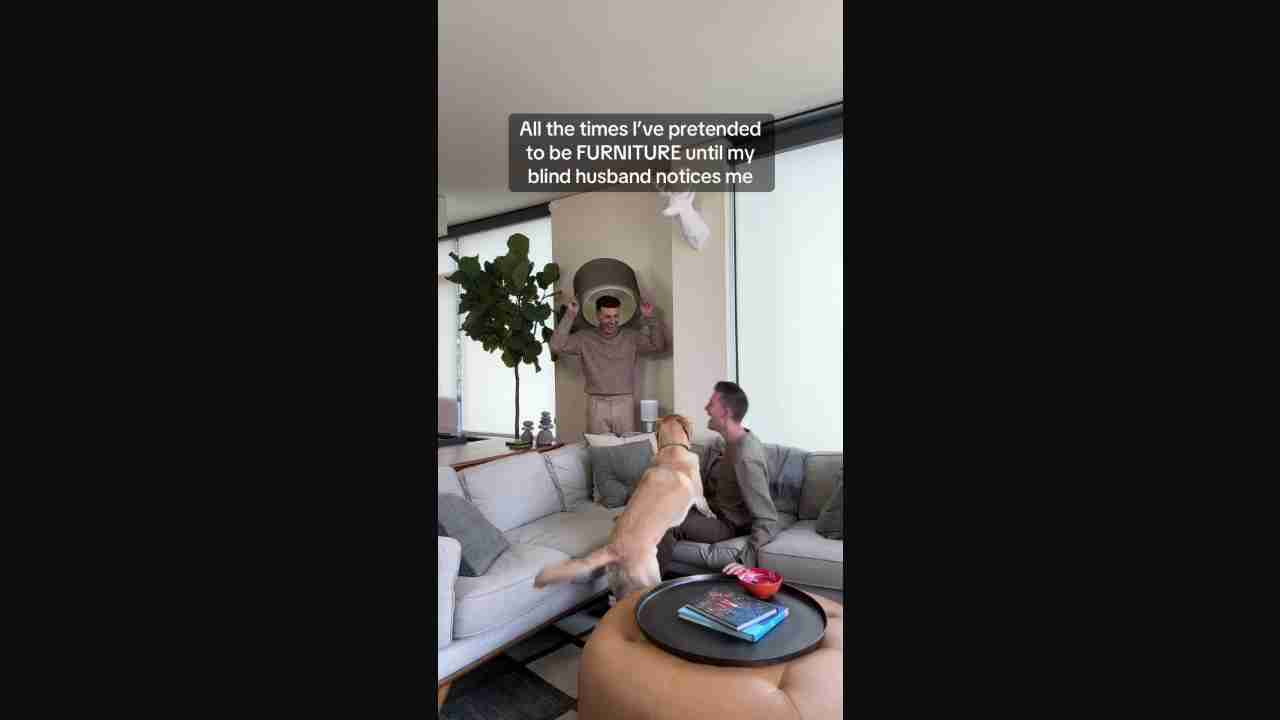 All the times I've pretended
to be FURNITURE until my
blind husband notices me